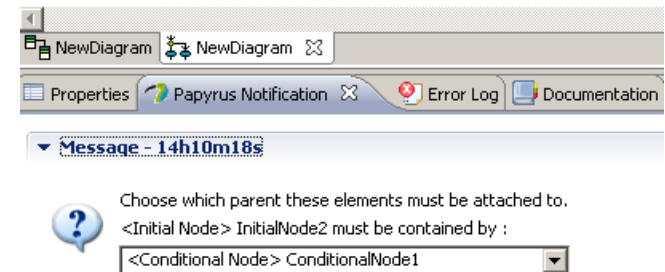 NewDiagram NewDiagram
Properties Papyrus Notification Error Log Documentation
Message - 14h10m18s
Choose which parent these elements must be attached to.
<Initial Node> InitialNode2 must be contained by :
<Conditional Node> ConditionalNode1